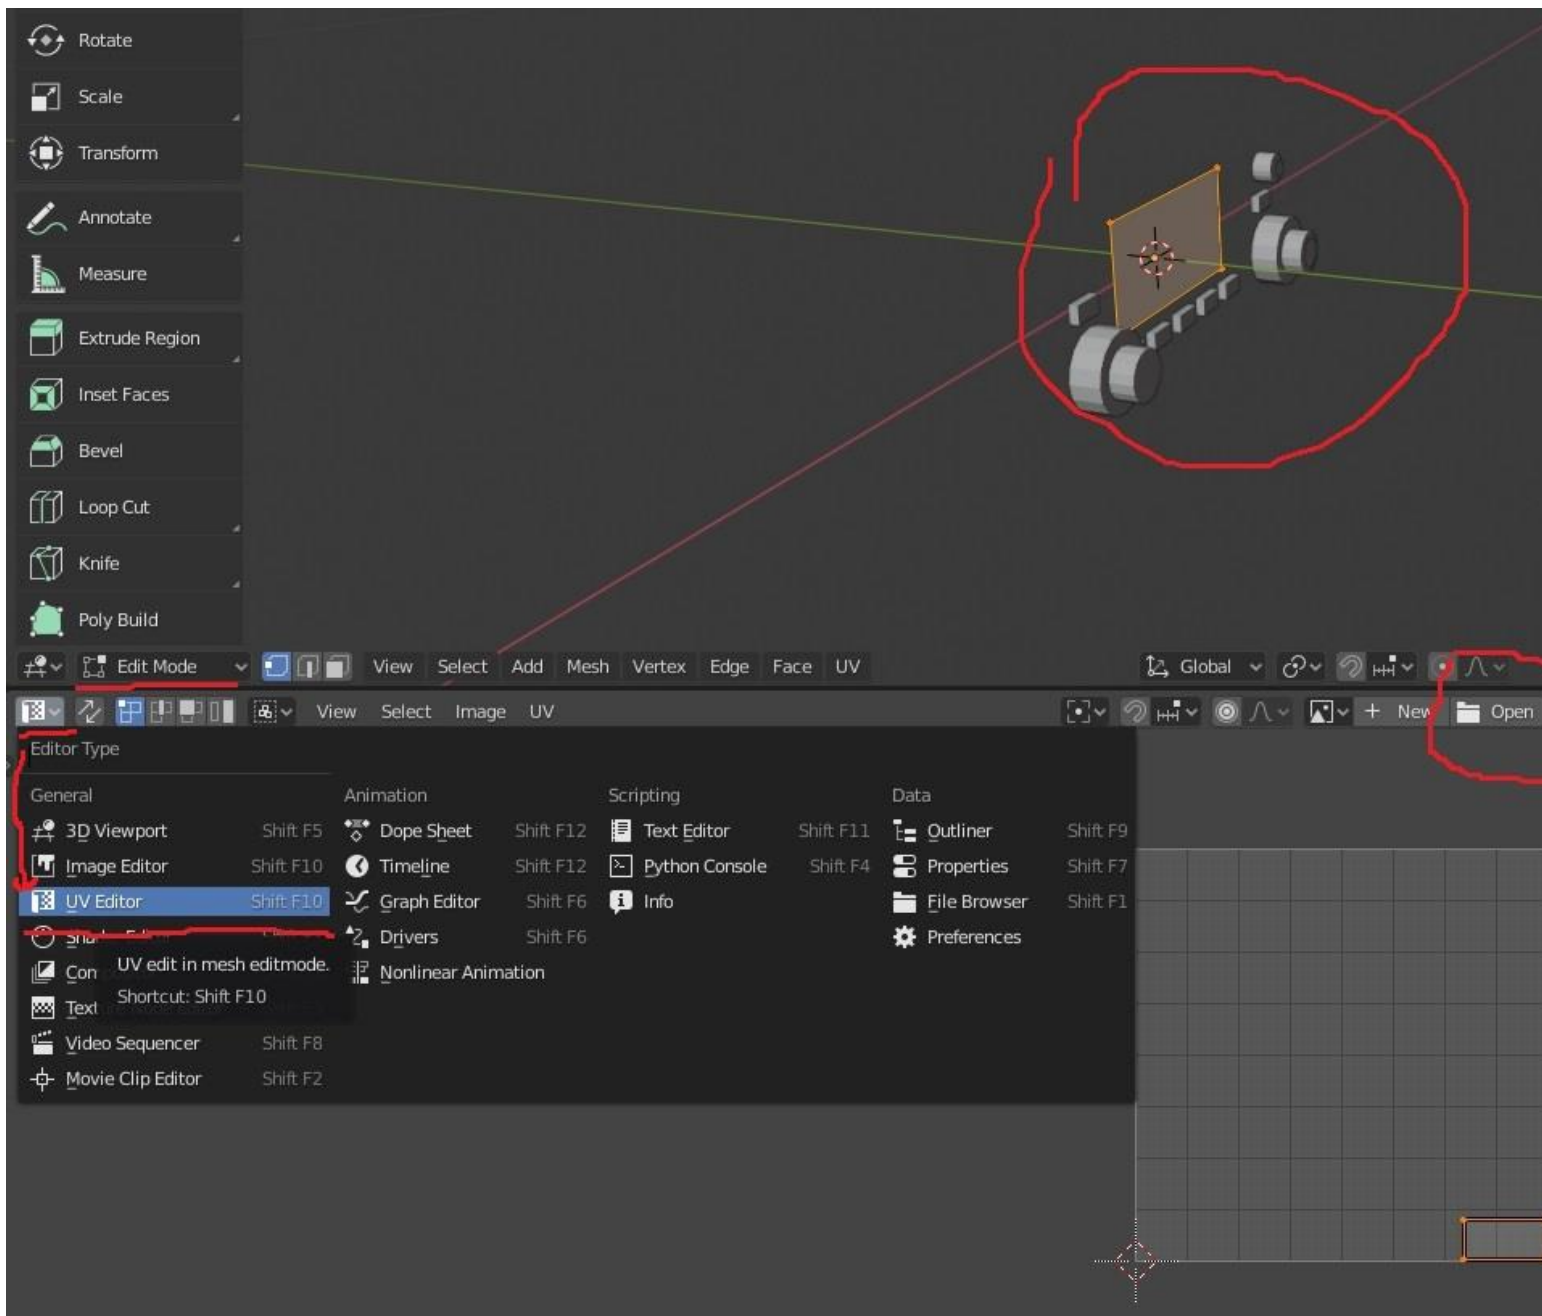 Rotate
Scale
Transform
Annotate
Measure
Extrude Region
Inset Faces
Bevel
Loop Cut
Knife
Poly Build
Edit Mode View Select Add Mesh Vertex Edge Face UV Global
View Select Image UV + New Open
Editor Type
General Animation Scripting Data
3D Viewport Shift F5 Dope Sheet Shift F12 Text Editor Shift F11 Outliner Shift F9
Image Editor Shift F10 Timeline Shift F12 Python Console Shift F4 Properties Shift F7
UV Editor Shift F10 Graph Editor Shift F6 Info File Browser Shift F1
Drivers Shift F6 Preferences
UV edit in mesh editmode.
Nonlinear Animation
Shortcut: Shift F10
Video Sequencer Shift F8
Movie Clip Editor Shift F2